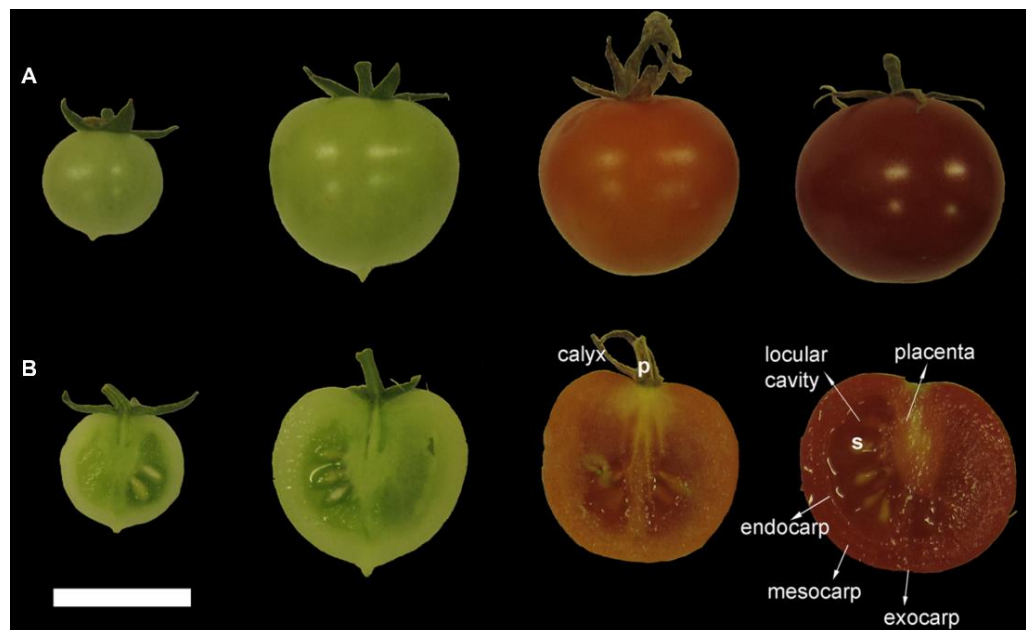 A
B
calyx
p
locular
cavity
placenta
s
endocarp
mesocarp
exocarp